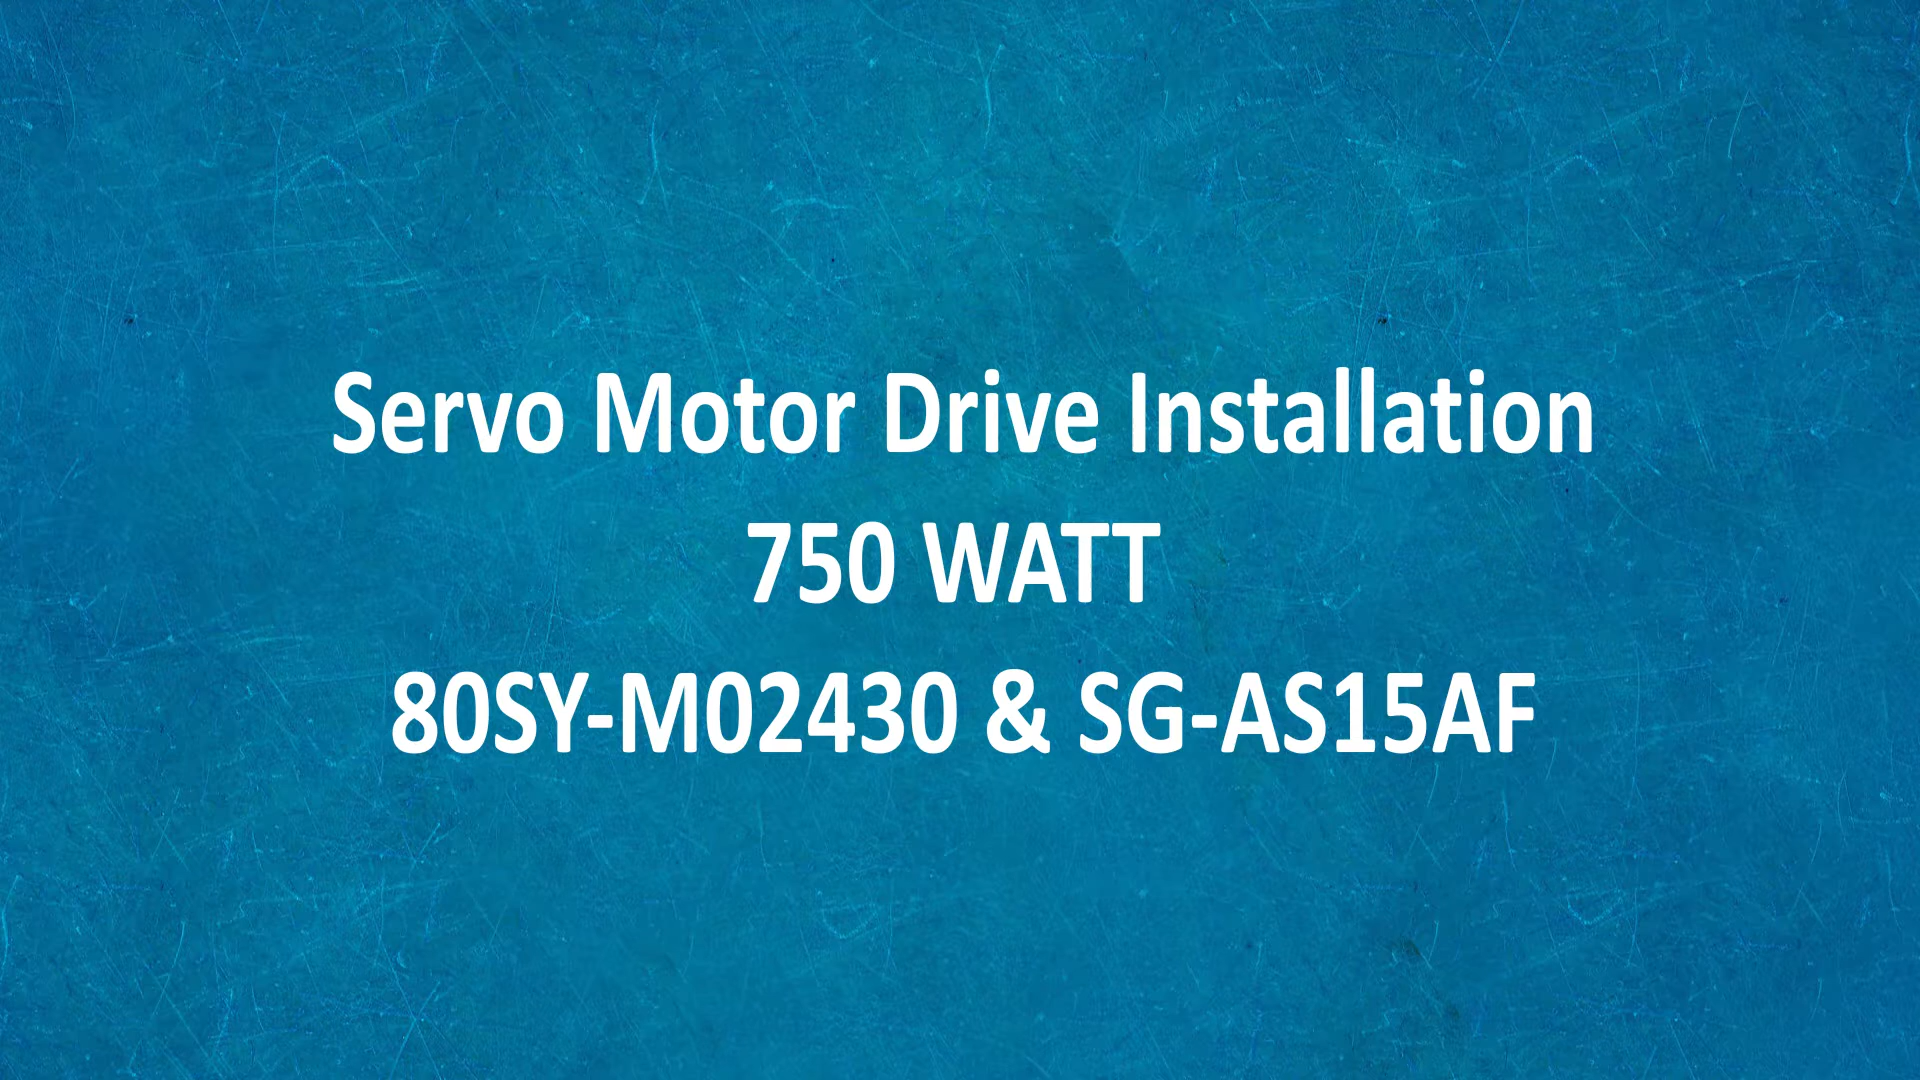 Servo Motor Drive Installation
750 WATT
80SY-M02430 & SG-AS15AF